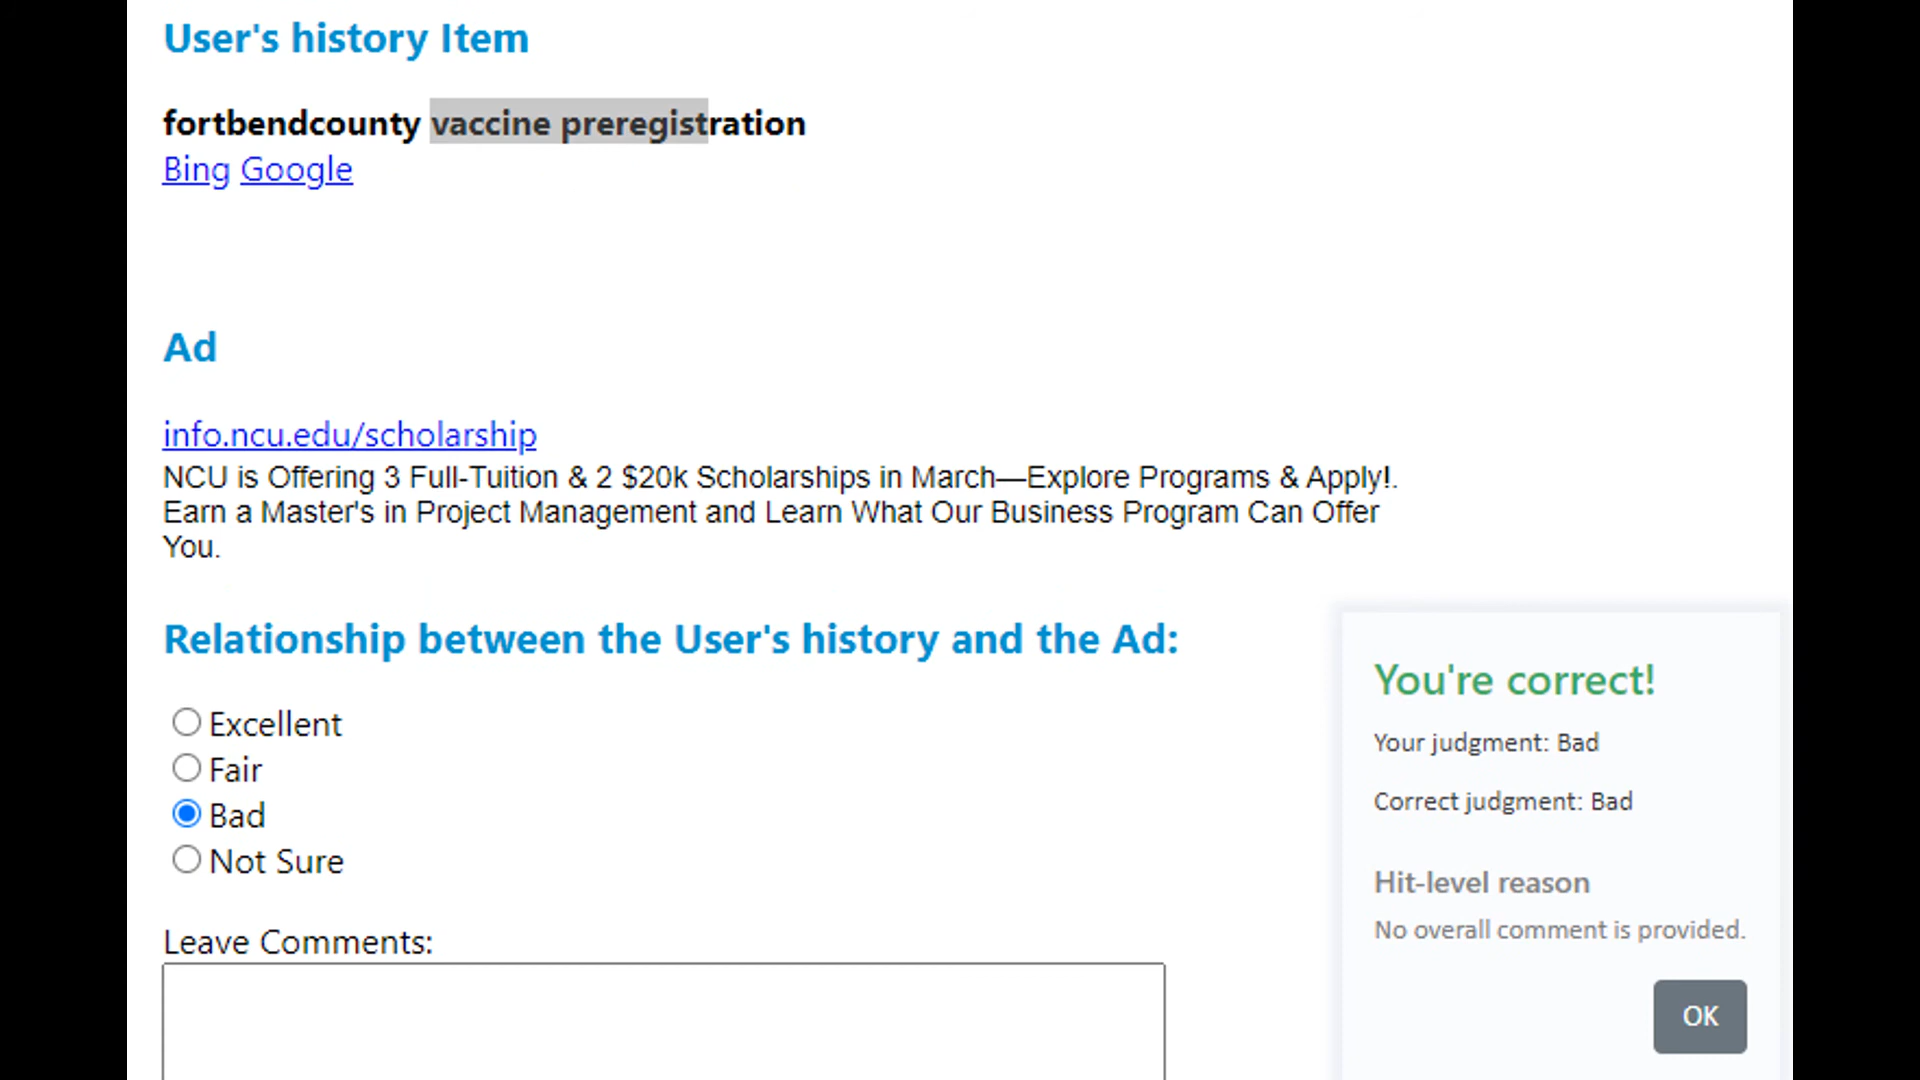 User's history Item
fortbendcounty vaccine preregistration
Bing Google
Ad
info.ncu.edu/scholarship
NCU is Offering 3 Full-Tuition & 2 $20k Scholarships in March—Explore Programs & Apply!.
Earn a Master's in Project Management and Learn What Our Business Program Can Offer
You.
Relationship between the User's history and the Ad:
Excellent
Fair
Bad
Not Sure
Leave Comments:
You're correct!
Your judgment: Bad
Correct judgment: Bad
Hit-level reason
No overall comment is provided.
OK